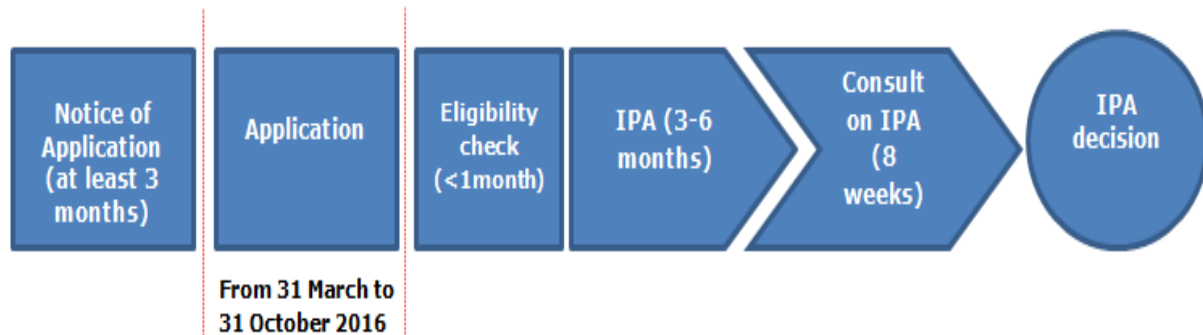 Notice of
Application
(at least 3
months)
Application
Eligibility
check
(<1month)
IPA (3-6
months)
Consult
on IPA
(8
weeks)
IPA
decision
From 31 March to
31 October 2016